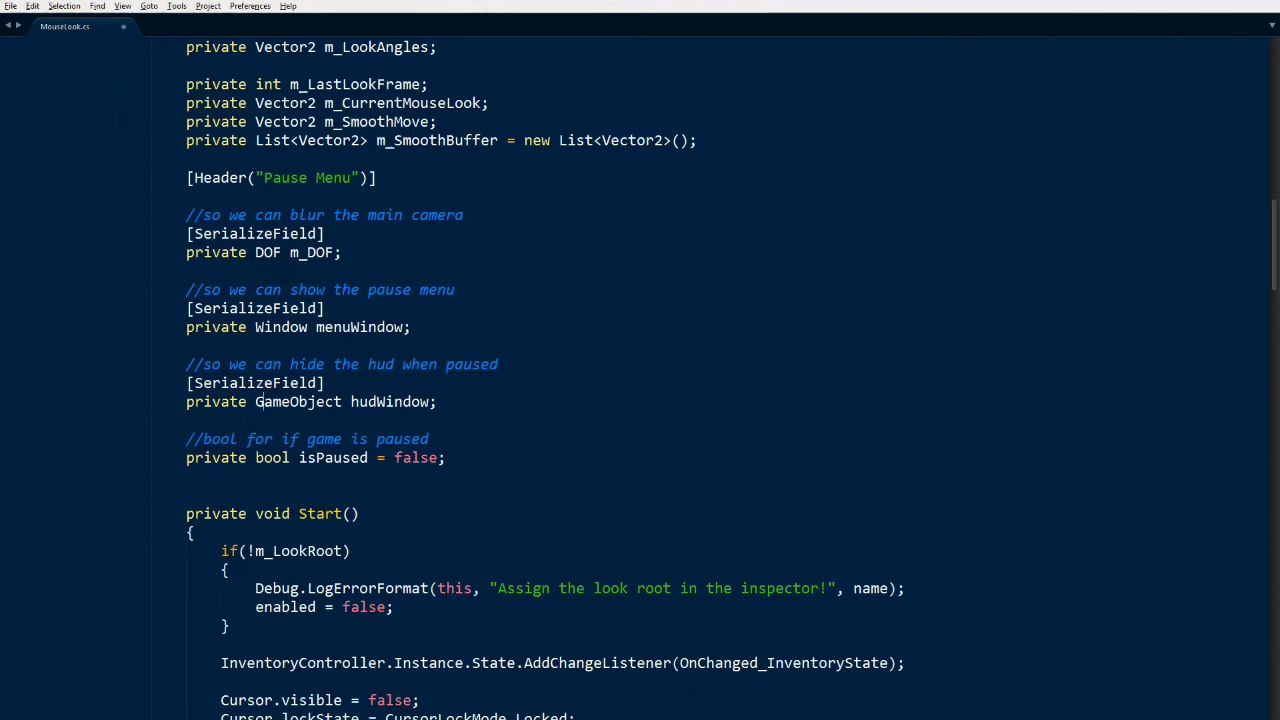 File Edit Selection Find View Goto Tools Project Preferences Help
MouseLook.cs
private Vector2 m_LookAngles;
private int m_LastLookFrame;
private Vector2 m_CurrentMouseLook;
private Vector2 m_SmoothMove;
private List<Vector2> m_SmoothBuffer = new List<Vector2>();
[Header("Pause Menu")]
//so we can blur the main camera
[SerializeField]
private DOF m_DOF;
//so we can show the pause menu
[SerializeField]
private Window menuWindow;
//so we can hide the hud when paused
[SerializeField]
private GameObject hudWindow;
//bool for if game is paused
private bool isPaused = false;
private void Start()
{
if(!m_LookRoot)
{
Debug.LogErrorFormat(this, "Assign the look root in the inspector!", name);
enabled = false;
}
InventoryController.Instance.State.AddChangeListener(OnChanged_InventoryState);
Cursor.visible = false;
Cursor.lockState = CursorLockMode.Locked;